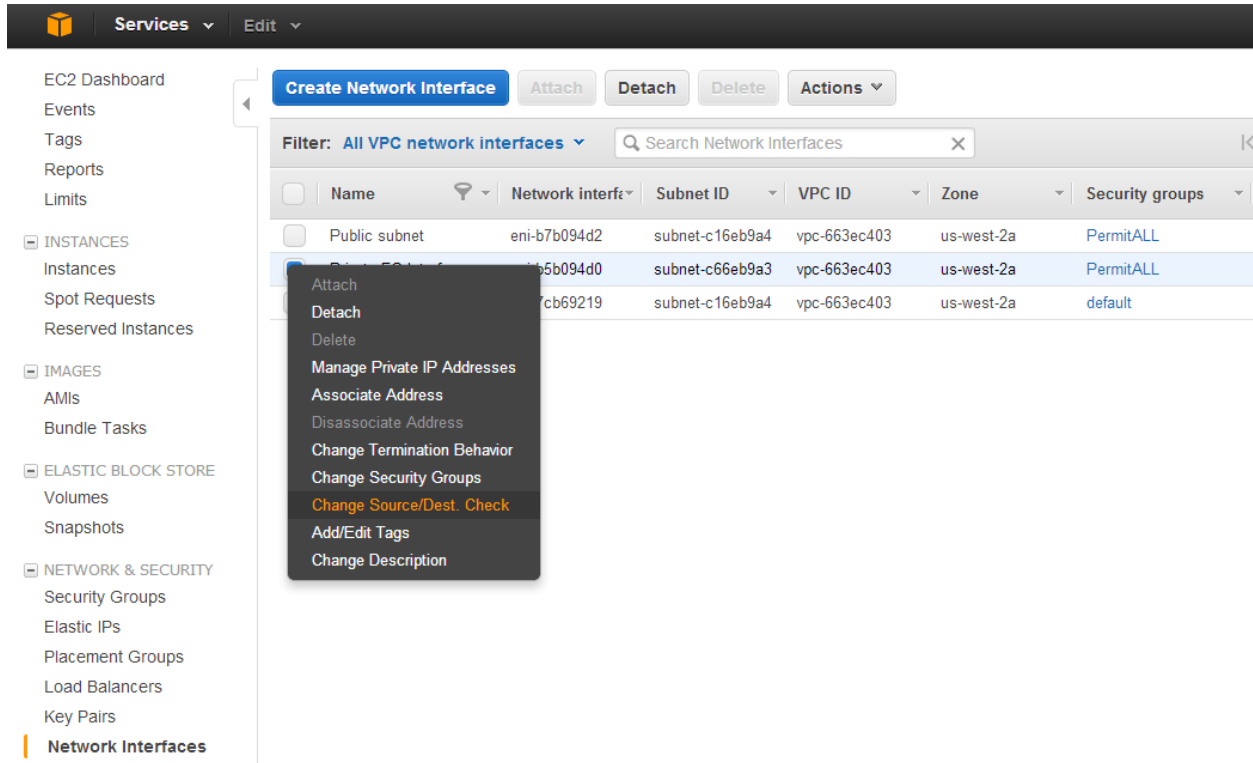 Services Edit
EC2 Dashboard
Events
Tags
Reports
Limits
INSTANCES
Instances
Spot Requests
Reserved Instances
IMAGES
AMIs
Bundle Tasks
ELASTIC BLOCK STORE
Volumes
Snapshots
NETWORK & SECURITY
Security Groups
Elastic IPs
Placement Groups
Load Balancers
Key Pairs
Network Interfaces
Create Network Interface Attach Detach Delete Actions
Filter: All VPC network interfaces Search Network Interfaces
Name Network interfa Subnet ID VPC ID Zone Security groups
Public subnet eni-b7b094d2 subnet-c16eb9a4 vpc-663ec403 us-west-2a PermitALL
b5b094d0 subnet-c66eb9a3 vpc-663ec403 us-west-2a PermitALL
7cb69219 subnet-c16eb9a4 vpc-663ec403 us-west-2a default
Attach
Detach
Delete
Manage Private IP Addresses
Associate Address
Disassociate Address
Change Termination Behavior
Change Security Groups
Change Source/Dest. Check
Add/Edit Tags
Change Description